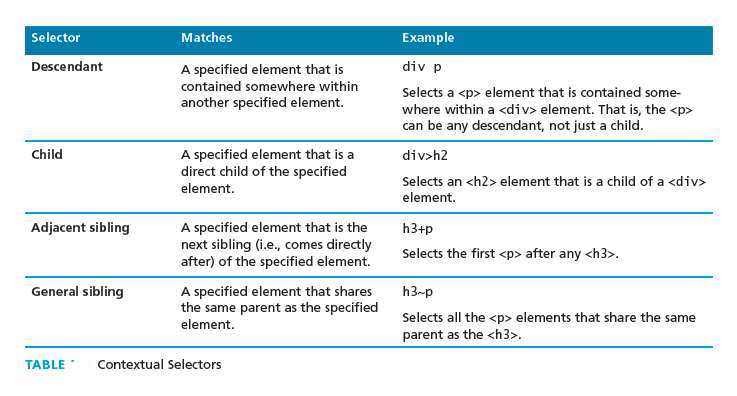 Selector Matches Example
Descendant
A specified element that is
contained somewhere within
another specified element.
div p
Selects a <p> element that is contained some-
where within a <div> element. That is, the <p>
can be any descendant, not just a child.
Child
A specified element that is a
direct child of the specified
element.
div>h2
Selects an <h2> element that is a child of a <div>
element.
Adjacent sibling
A specified element that is the
next sibling (i.e., comes directly
after) of the specified element.
h3+p
Selects the first <p> after any <h3>.
General sibling
A specified element that shares
the same parent as the specified
element.
h3~p
Selects all the <p> elements that share the same
parent as the <h3>.
TABLE Contextual Selectors